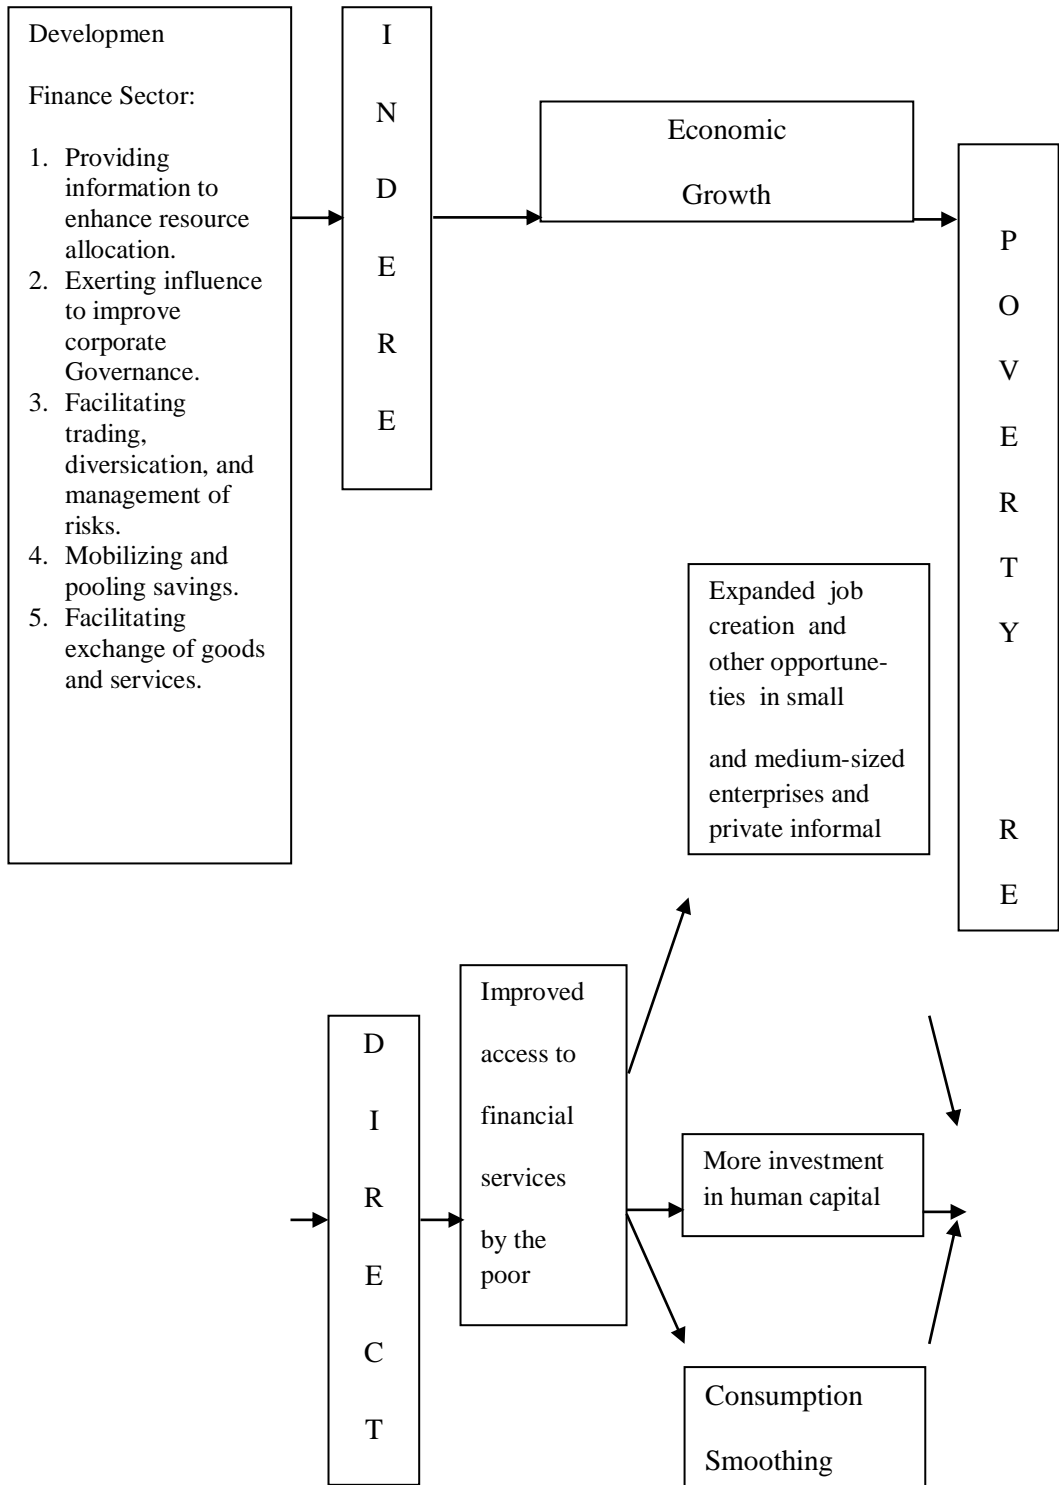 Developmen
Finance Sector:
1. Providing
information to
enhance resource
allocation.
2. Exerting influence
to improve
corporate
Governance.
3. Facilitating
trading,
diversication, and
management of
risks.
4. Mobilizing and
pooling savings.
5. Facilitating
exchange of goods
and services.
I
N
D
E
R
E
Economic
Growth
P
O
V
E
R
T
Y
R
E
Expanded job
creation and
other opportune-
ties in small
and medium-sized
enterprises and
private informal
D
I
R
E
C
T
Improved
access to
financial
services
by the
poor
More investment
in human capital
Consumption
Smoothing